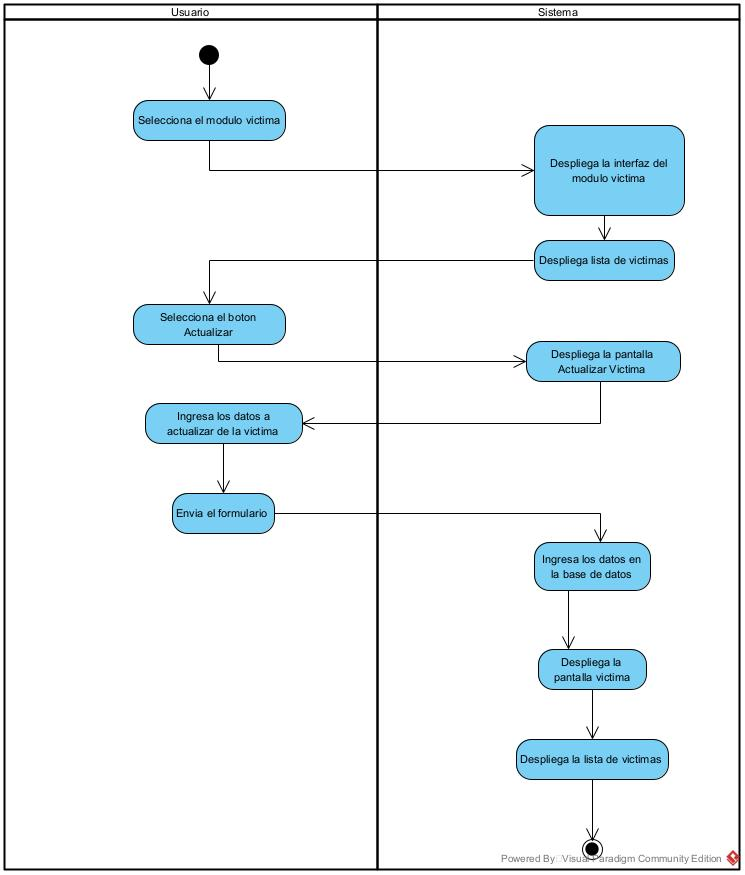 Usuario
Sistema
Selecciona el modulo victima
Despliega la interfaz del
modulo victima
Despliega lista de victimas
Selecciona el boton
Actualizar
Despliega la pantalla
Actualizar Victima
Ingresa los datos a
actualizar de la victima
Envia el formulario
Ingresa los datos en
la base de datos
Despliega la
pantalla victima
Despliega la lista de victimas
Powered By Visual Paradigm Community Edition